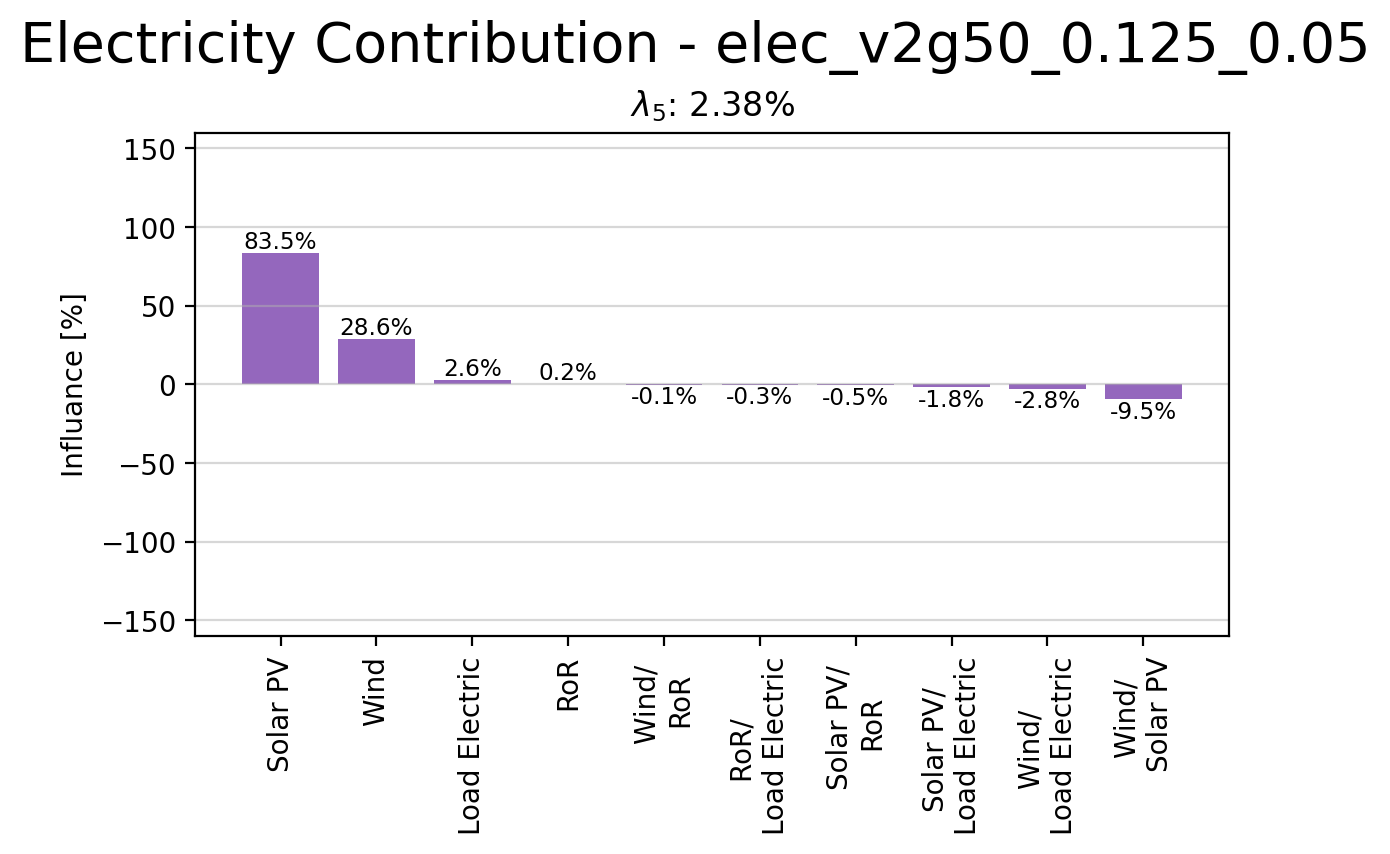 Electricity Contribution - elec_v2g50_0.125_0.05
λ5: 2.38%
150
100
50
0
−50
−100
−150
Influance [%]
83.5%
28.6%
2.6%
0.2%
-0.1%
-0.3%
-0.5%
-1.8%
-2.8%
-9.5%
Solar PV
Wind
Load Electric
RoR
Wind/
RoR
RoR/
Load Electric
Solar PV/
RoR
Solar PV/
Load Electric
Wind/
Load Electric
Wind/
Solar PV